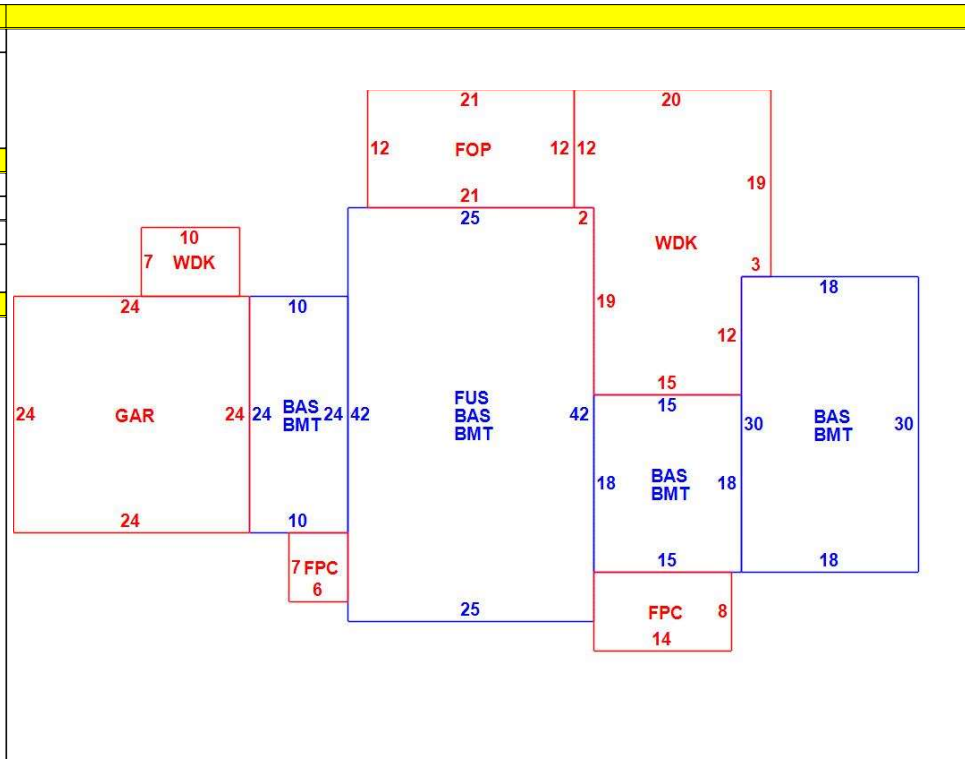 21 20
12 FOP 12 12
19
21
25 2
10
7 WDK
WDK
3
24 10 18
19
12
15
15
24 GAR 24 24 BAS 24 42 FUS 42 30 BAS 30
BMT BAS BMT
BMT
18 BAS 18
BMT
24 10
15 18
7 FPC
6
25
FPC 8
14